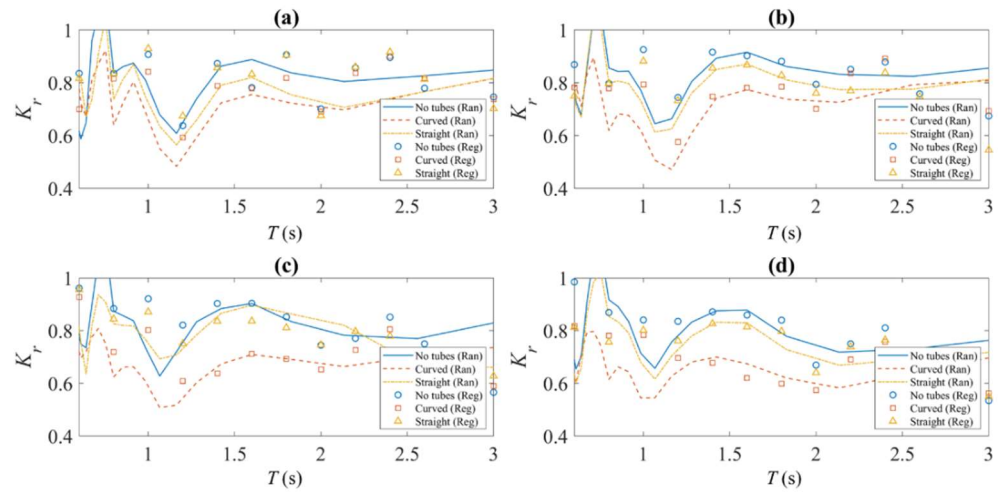 (a)
1
0.8
0.6
0.4
K_r
No tubes (Ran)
Curved (Ran)
Straight (Ran)
No tubes (Reg)
Curved (Reg)
Straight (Reg)
1 1.5 2 2.5 3
T (s)
(b)
1
0.8
0.6
0.4
K_r
No tubes (Ran)
Curved (Ran)
Straight (Ran)
No tubes (Reg)
Curved (Reg)
Straight (Reg)
1 1.5 2 2.5 3
T (s)
(c)
1
0.8
0.6
0.4
K_r
No tubes (Ran)
Curved (Ran)
Straight (Ran)
No tubes (Reg)
Curved (Reg)
Straight (Reg)
1 1.5 2 2.5 3
T (s)
(d)
1
0.8
0.6
0.4
K_r
No tubes (Ran)
Curved (Ran)
Straight (Ran)
No tubes (Reg)
Curved (Reg)
Straight (Reg)
1 1.5 2 2.5 3
T (s)